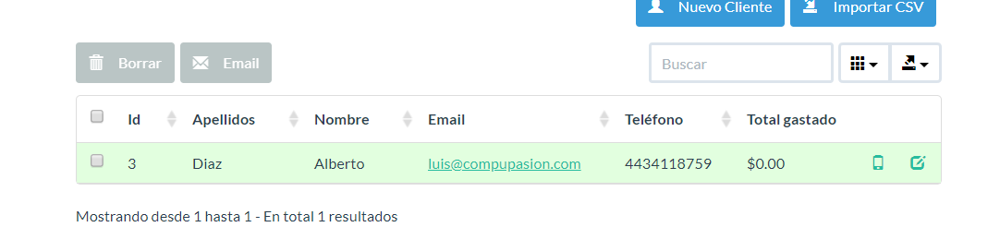 Nuevo Cliente Importar CSV
Borrar Email Buscar
Id Apellidos Nombre Email Teléfono Total gastado
3 Diaz Alberto luis@compupasion.com 4434118759 $0.00
Mostrando desde 1 hasta 1 - En total 1 resultados